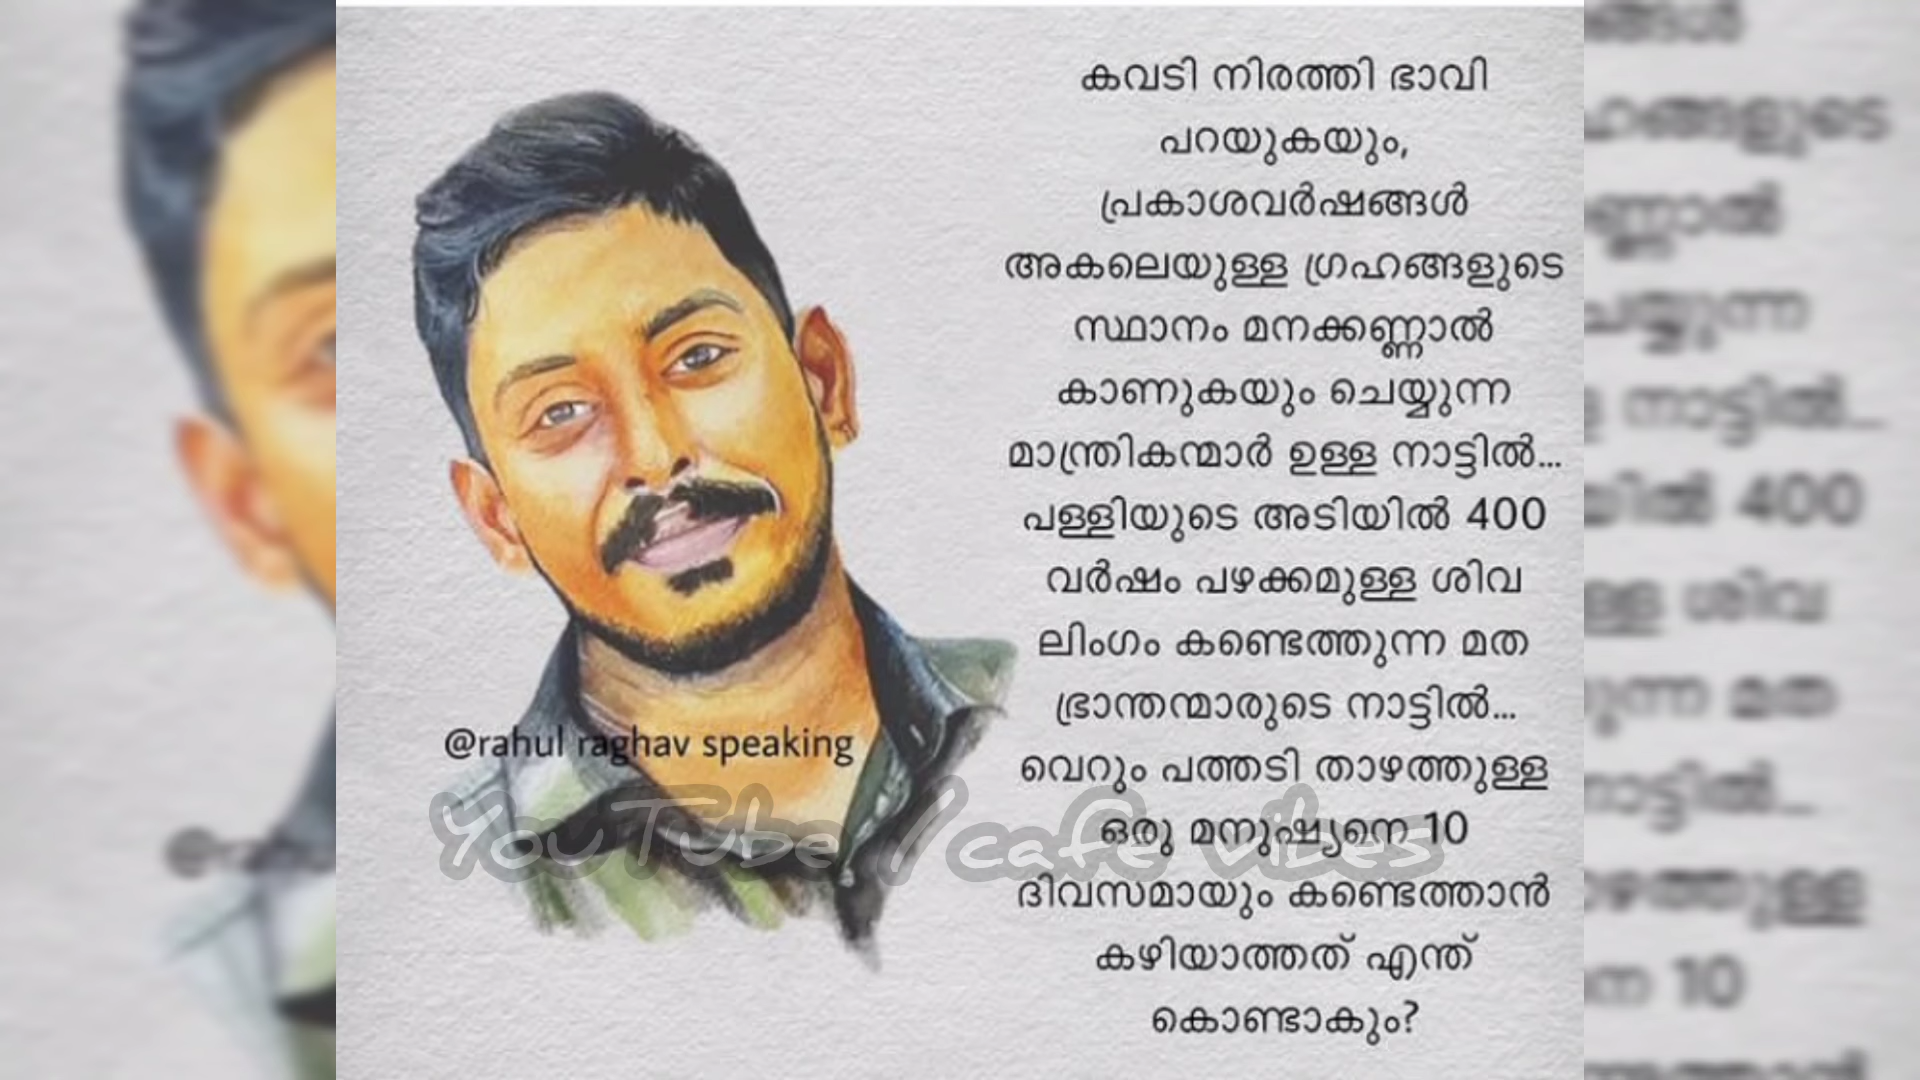 കവടി നിരത്തി ഭാവി
പറയുകയും,
പ്രകാശവർഷങ്ങൾ
അകലെയുള്ള ഗ്രഹങ്ങളുടെ
സ്ഥാനം മനക്കണ്ണാൽ
കാണുകയും ചെയ്യുന്ന
മാന്ത്രികന്മാർ ഉള്ള നാട്ടിൽ...
പള്ളിയുടെ അടിയിൽ 400
വർഷം പഴക്കമുള്ള ശിവ
ലിംഗം കണ്ടെത്തുന്ന മത
ഭ്രാന്തന്മാരുടെ നാട്ടിൽ...
വെറും പത്തടി താഴത്തുള്ള
ഒരു മനുഷ്യനെ 10
ദിവസമായും കണ്ടെത്താൻ
കഴിയാത്തത് എന്ത്
കൊണ്ടാകും?
@rahul raghav speaking
YouTube /cafe vibes